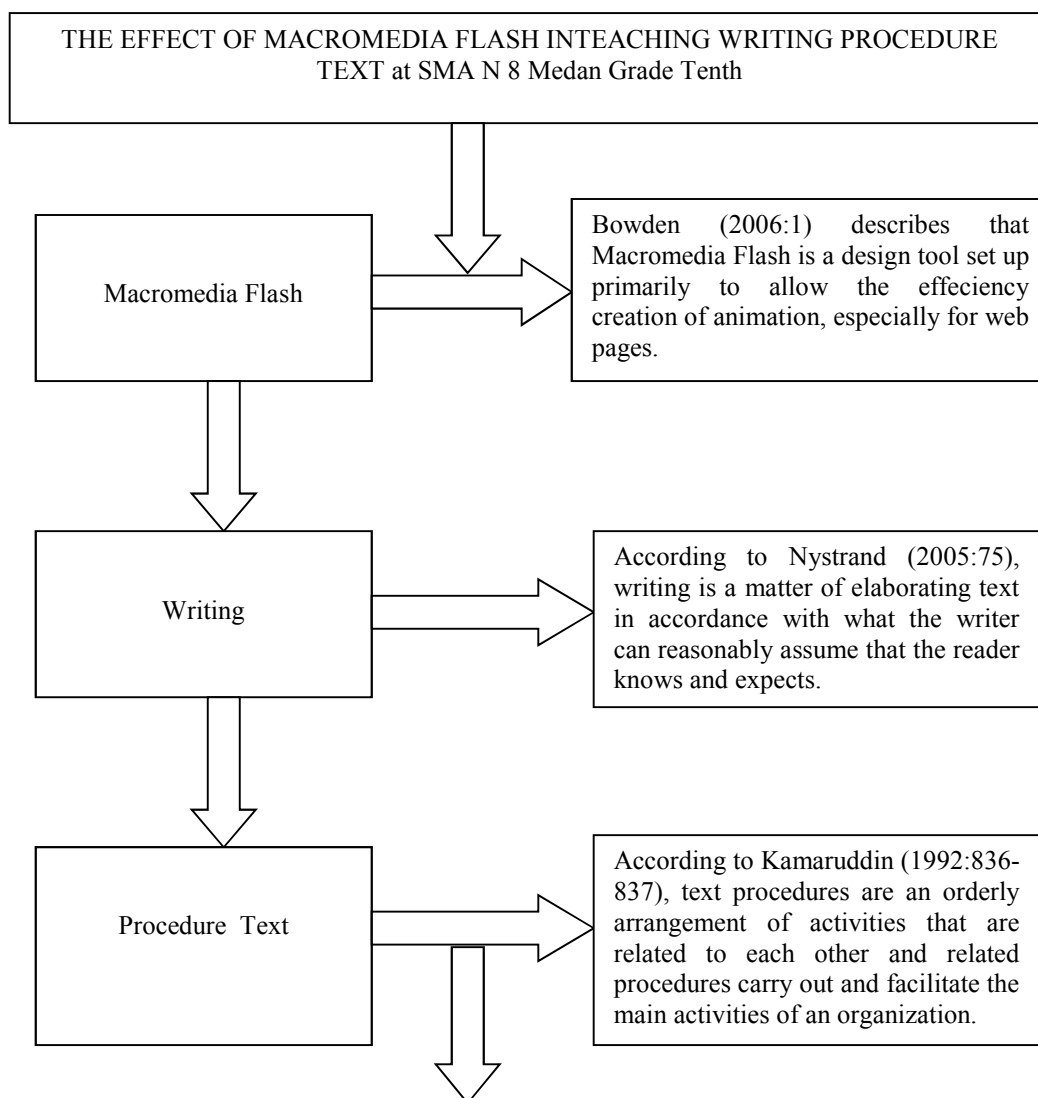 THE EFFECT OF MACROMEDIA FLASH INTEACHING WRITING PROCEDURE
TEXT at SMA N 8 Medan Grade Tenth
Macromedia Flash
Bowden (2006:1) describes that
Macromedia Flash is a design tool set up
primarily to allow the effeciency
creation of animation, especially for web
pages.
Writing
According to Nystrand (2005:75),
writing is a matter of elaborating text
in accordance with what the writer
can reasonably assume that the reader
knows and expects.
Procedure Text
According to Kamaruddin (1992:836-
837), text procedures are an orderly
arrangement of activities that are
related to each other and related
procedures carry out and facilitate the
main activities of an organization.